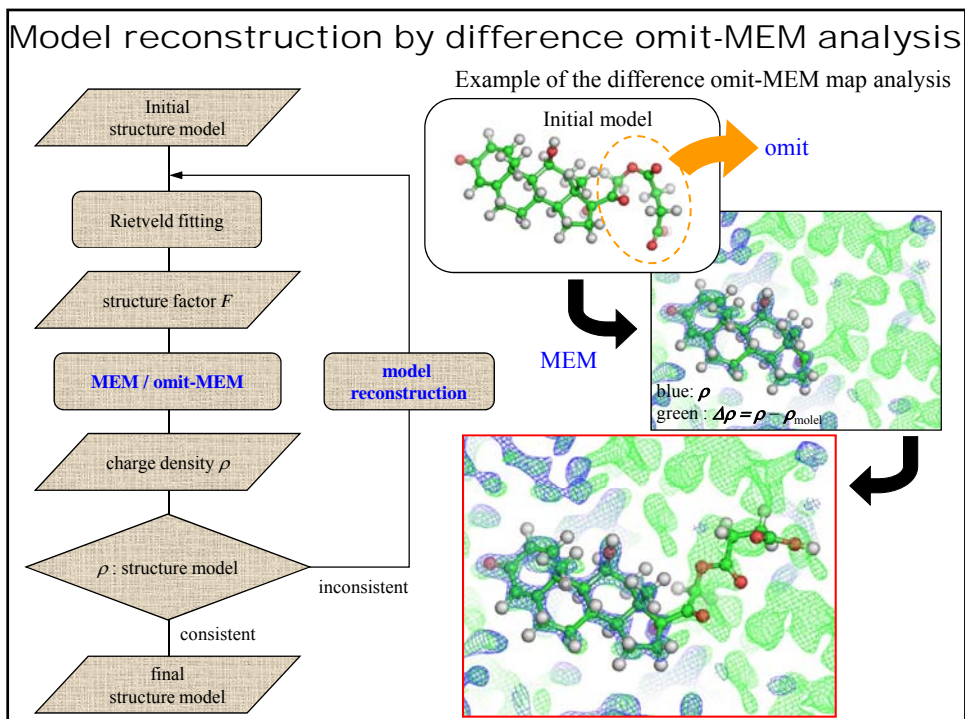 Model reconstruction by difference omit-MEM analysis
Example of the difference omit-MEM map analysis
Initial
structure model
Rietveld fitting
structure factor F
MEM / omit-MEM
charge density ρ
ρ : structure model
inconsistent
consistent
final
structure model
model
reconstruction
Initial model
omit
MEM
blue: ρ
green : Δρ = ρ − ρmolel